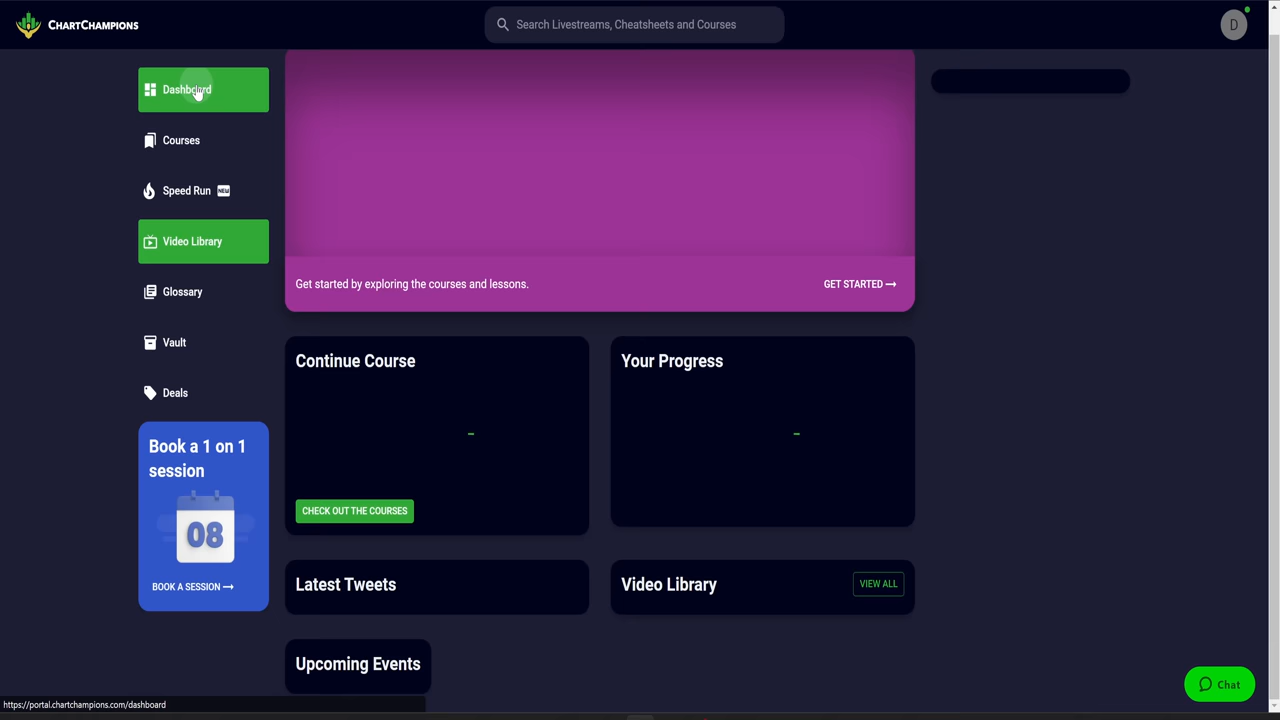 CHARTCHAMPIONS
Search Livestreams, Cheatsheets and Courses
D
Dashboard
Courses
Speed Run NEW
Video Library
Glossary
Vault
Deals
Book a 1 on 1
session
08
BOOK A SESSION
Get started by exploring the courses and lessons.
GET STARTED
Continue Course
CHECK OUT THE COURSES
Your Progress
Latest Tweets
Video Library
VIEW ALL
Upcoming Events
Chat
https://portal.chartchampions.com/dashboard